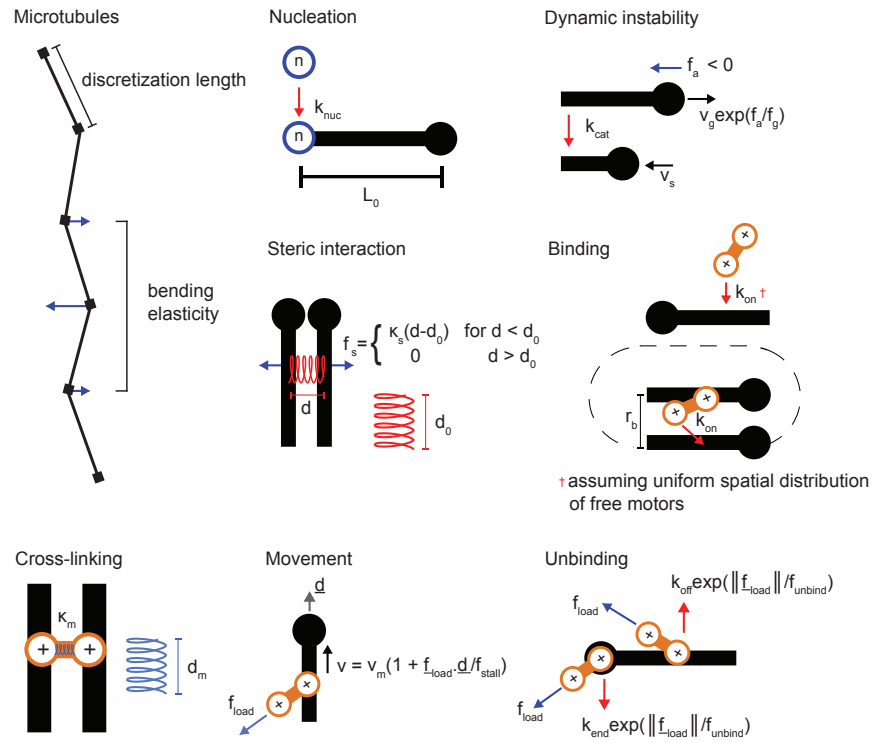 Microtubules
discretization length
bending
elasticity
Nucleation
n
k_nuc
n
L_0
Dynamic instability
f_a < 0
v_g exp(f_a/f_g)
k_cat
v_s
Steric interaction
f_s = { κ_s(d-d_0) for d < d_0
0 d > d_0
d
d_0
Binding
k_on †
r_b
k_on
† assuming uniform spatial distribution
of free motors
Cross-linking
κ_m
+ +
d_m
Movement
d
v = v_m(1 + f_load.d/f_stall)
f_load
Unbinding
k_off exp(‖f_load‖/f_unbind)
f_load
f_load
k_end exp(‖f_load‖/f_unbind)